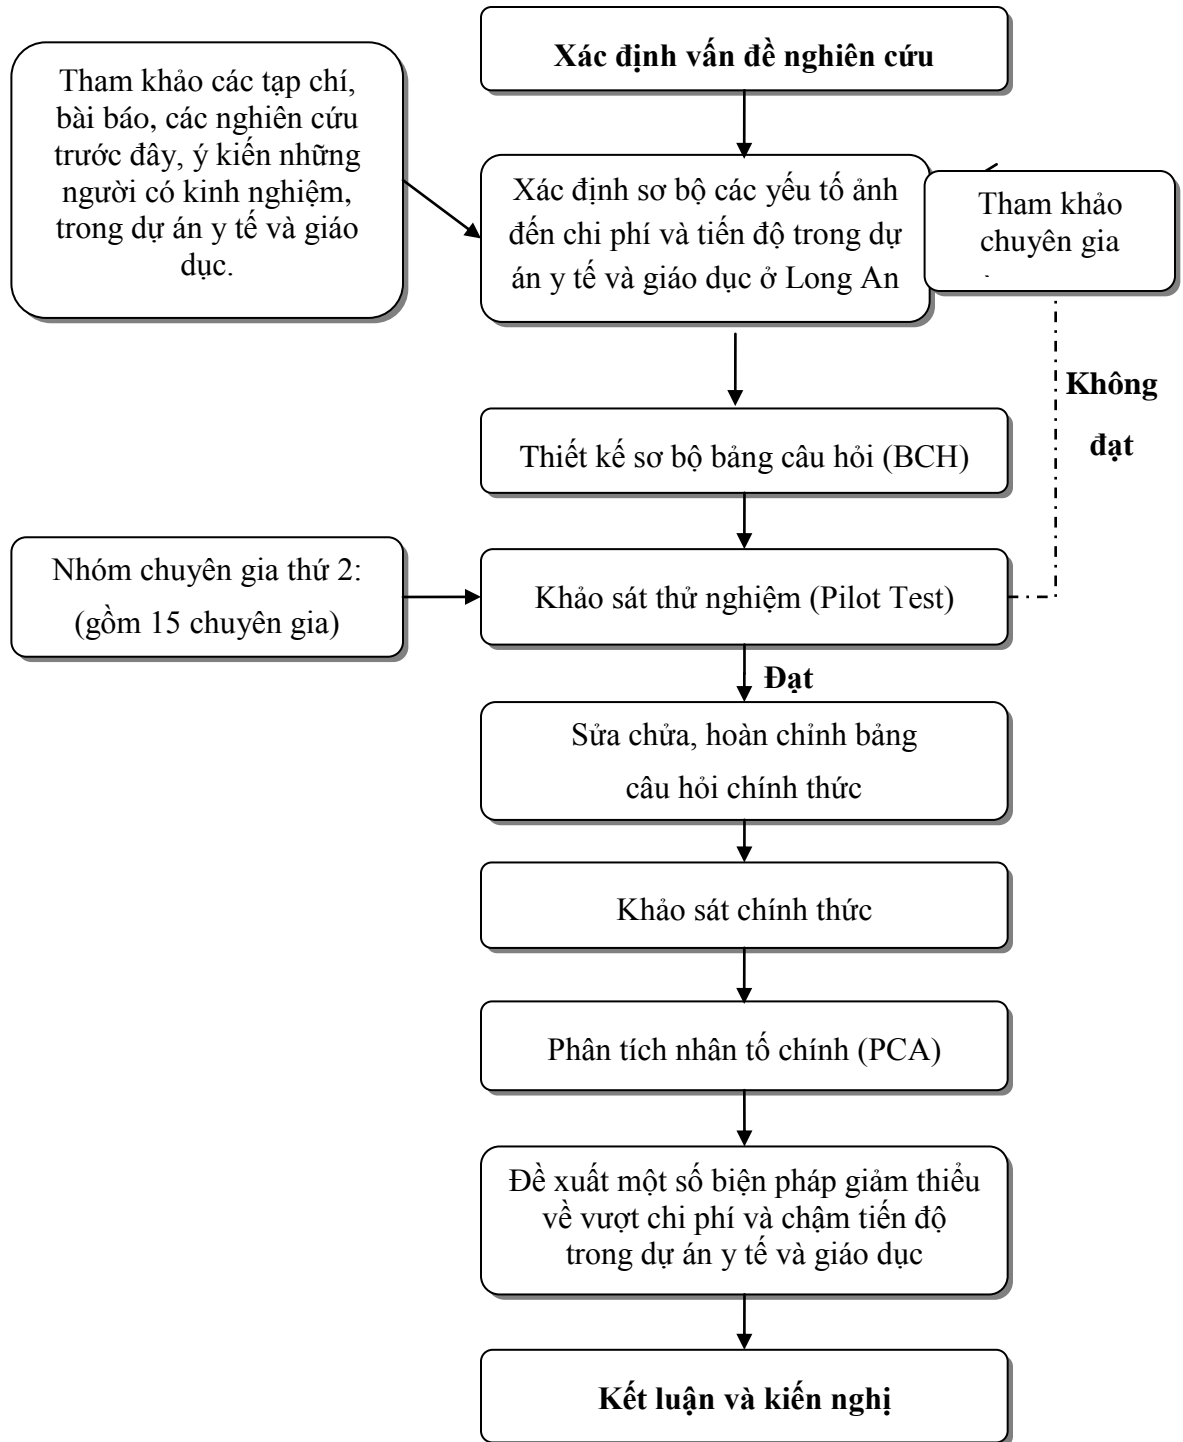 Xác định vấn đề nghiên cứu
Tham khảo các tạp chí,
bài báo, các nghiên cứu
trước đây, ý kiến những
người có kinh nghiệm,
trong dự án y tế và giáo
dục.
Xác định sơ bộ các yếu tố ảnh
đến chi phí và tiến độ trong dự
án y tế và giáo dục ở Long An
Tham khảo
chuyên gia
Không
đạt
Thiết kế sơ bộ bảng câu hỏi (BCH)
Nhóm chuyên gia thứ 2:
(gồm 15 chuyên gia)
Khảo sát thử nghiệm (Pilot Test)
Đạt
Sửa chửa, hoàn chỉnh bảng
câu hỏi chính thức
Khảo sát chính thức
Phân tích nhân tố chính (PCA)
Đề xuất một số biện pháp giảm thiểu
về vượt chi phí và chậm tiến độ
trong dự án y tế và giáo dục
Kết luận và kiến nghị